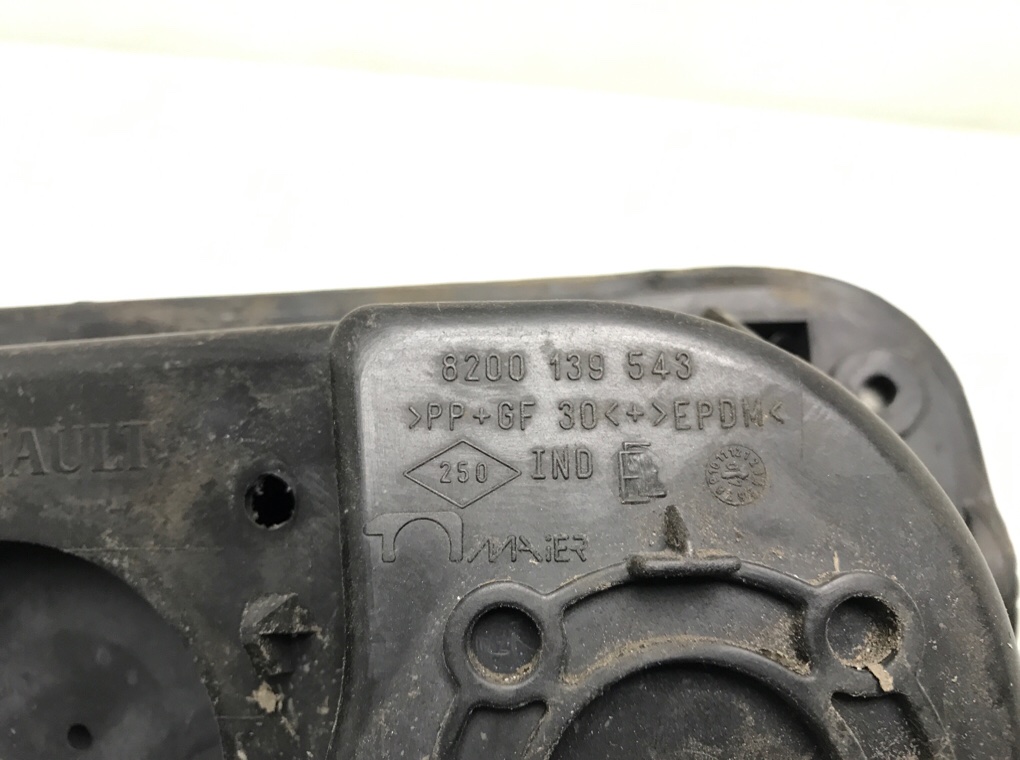 8200 139 543
>PP+GF 30<+>EPDM<
250 IND
MAIER